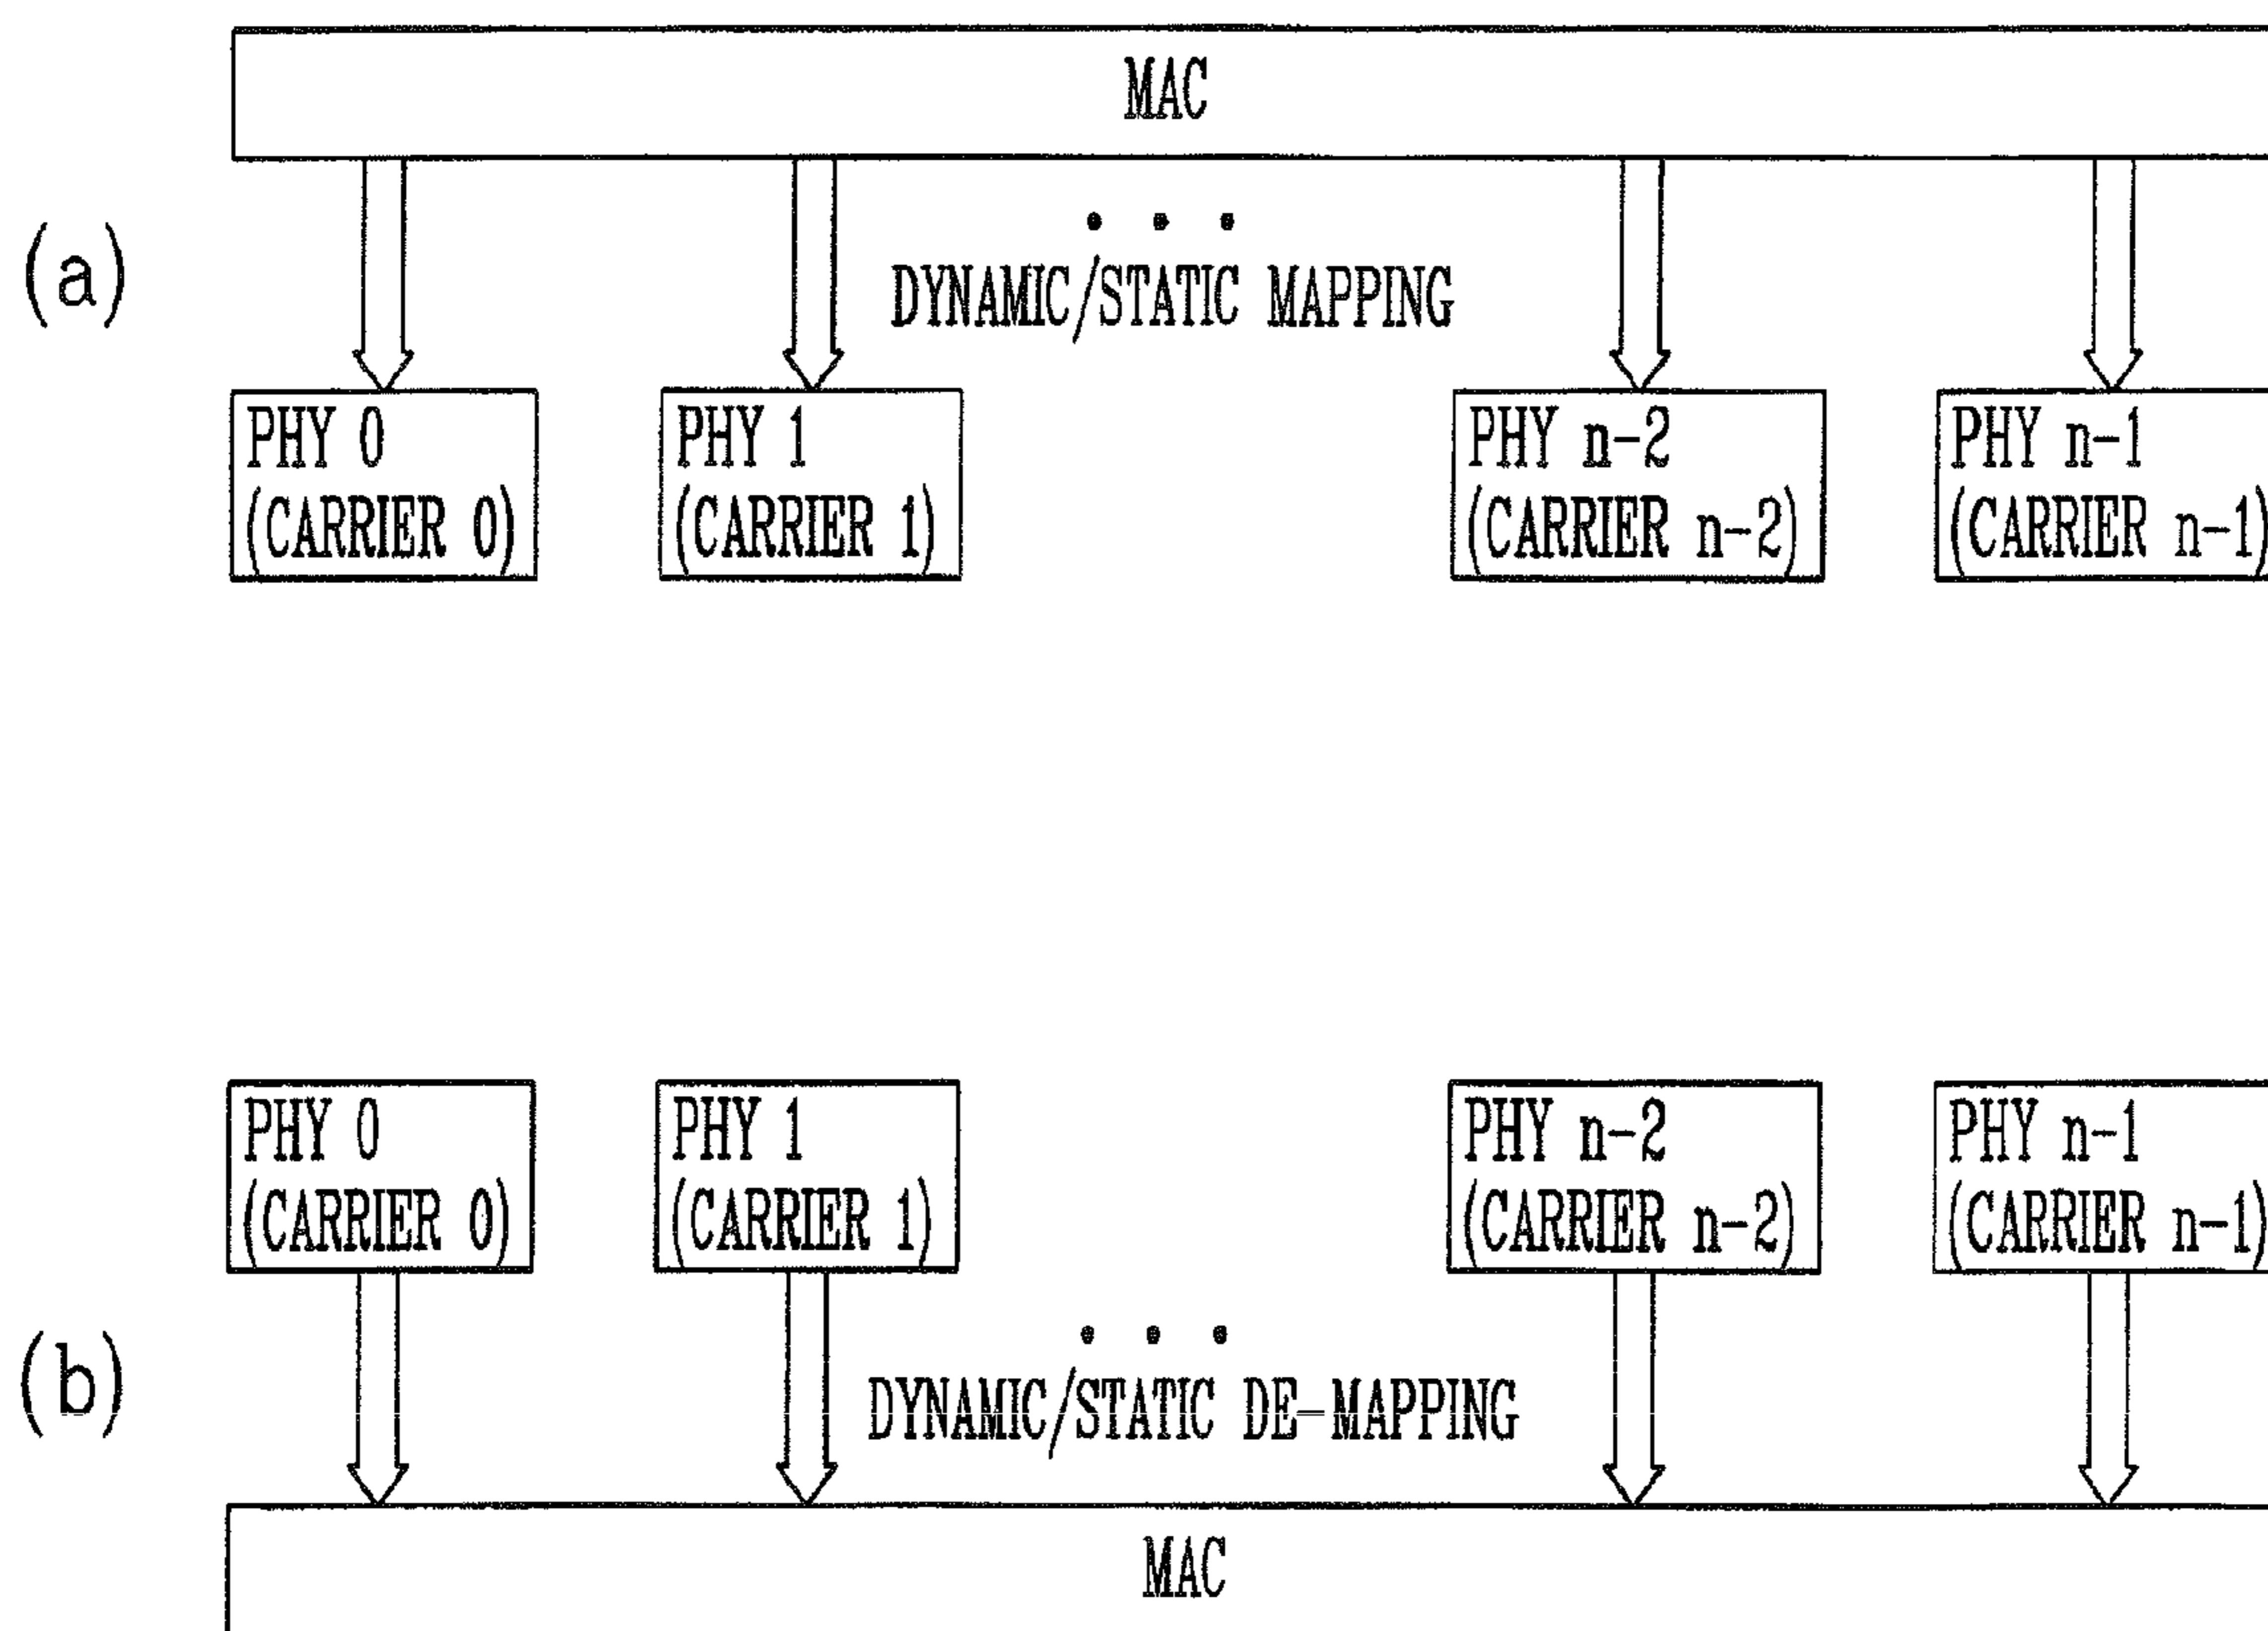 MAC
(a)
• • •
DYNAMIC/STATIC MAPPING
PHY 0
(CARRIER 0)
PHY 1
(CARRIER 1)
PHY n-2
(CARRIER n-2)
PHY n-1
(CARRIER n-1)
PHY 0
(CARRIER 0)
PHY 1
(CARRIER 1)
PHY n-2
(CARRIER n-2)
PHY n-1
(CARRIER n-1)
(b)
• • •
DYNAMIC/STATIC DE-MAPPING
MAC